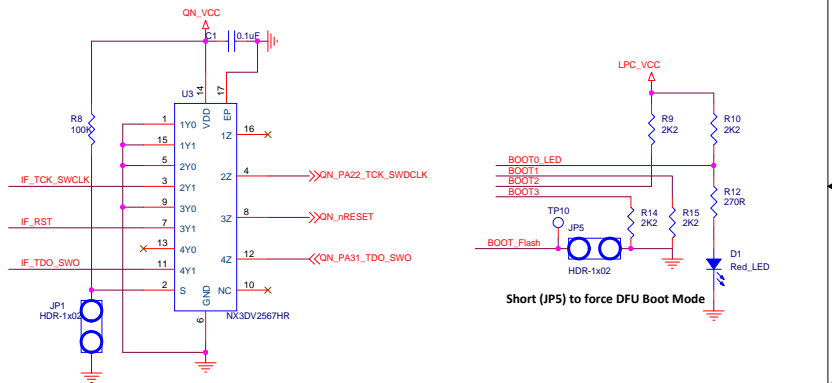 QN_VCC
C1
0.1uF
R8
100K
U3
14
17
VDD
EP
1
1Y0
15
1Y1
5
2Y0
IF_TCK_SWCLK
3
2Y1
9
3Y0
IF_RST
7
3Y1
13
4Y0
IF_TDO_SWO
11
4Y1
2
S
1Z
16
2Z
4
QN_PA22_TCK_SWDCLK
3Z
8
QN_nRESET
4Z
12
QN_PA31_TDO_SWO
NC
10
GND
6
NX3DV2567HR
JP1
HDR-1x02
LPC_VCC
R9
2K2
R10
2K2
BOOT0_LED
BOOT1
BOOT2
BOOT3
R12
270R
TP10
JP5
R14
2K2
R15
2K2
BOOT_Flash
HDR-1x02
D1
Red_LED
Short (JP5) to force DFU Boot Mode